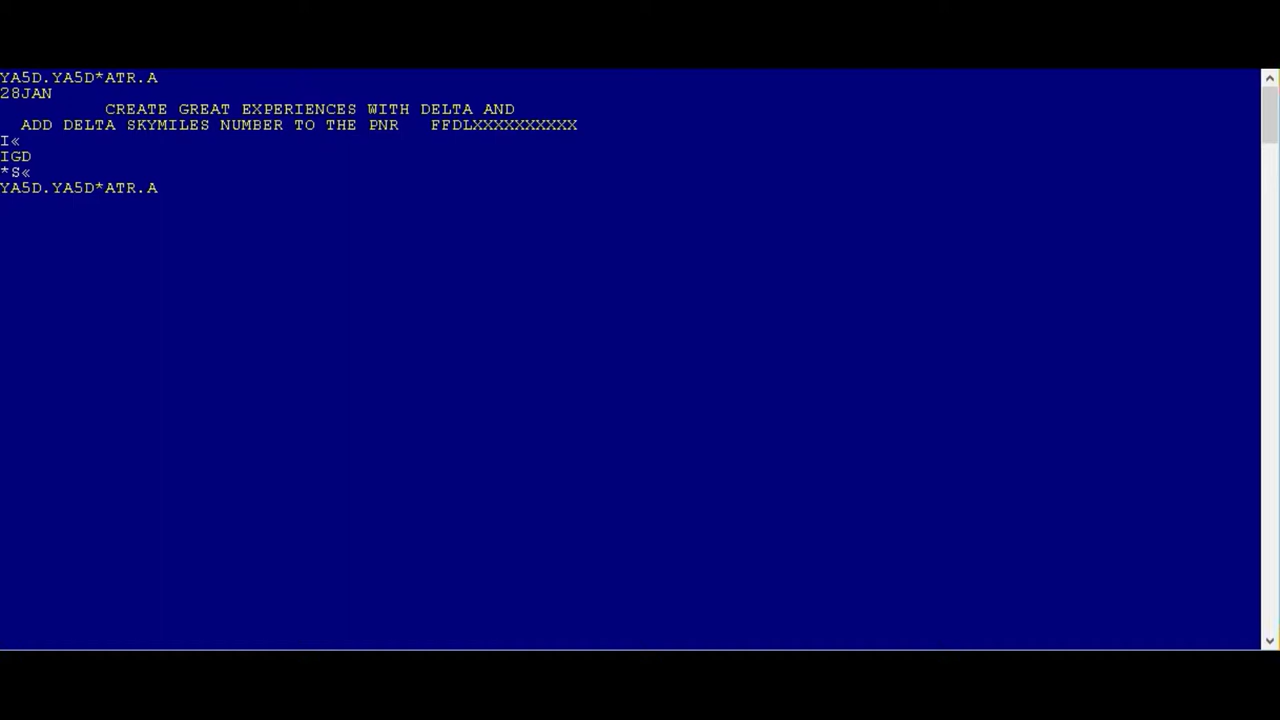 YA5D.YA5D*ATR.A
28JAN
CREATE GREAT EXPERIENCES WITH DELTA AND
ADD DELTA SKYMILES NUMBER TO THE PNR   FFDLXXXXXXXXXX
I«
IGD
*S«
YA5D.YA5D*ATR.A